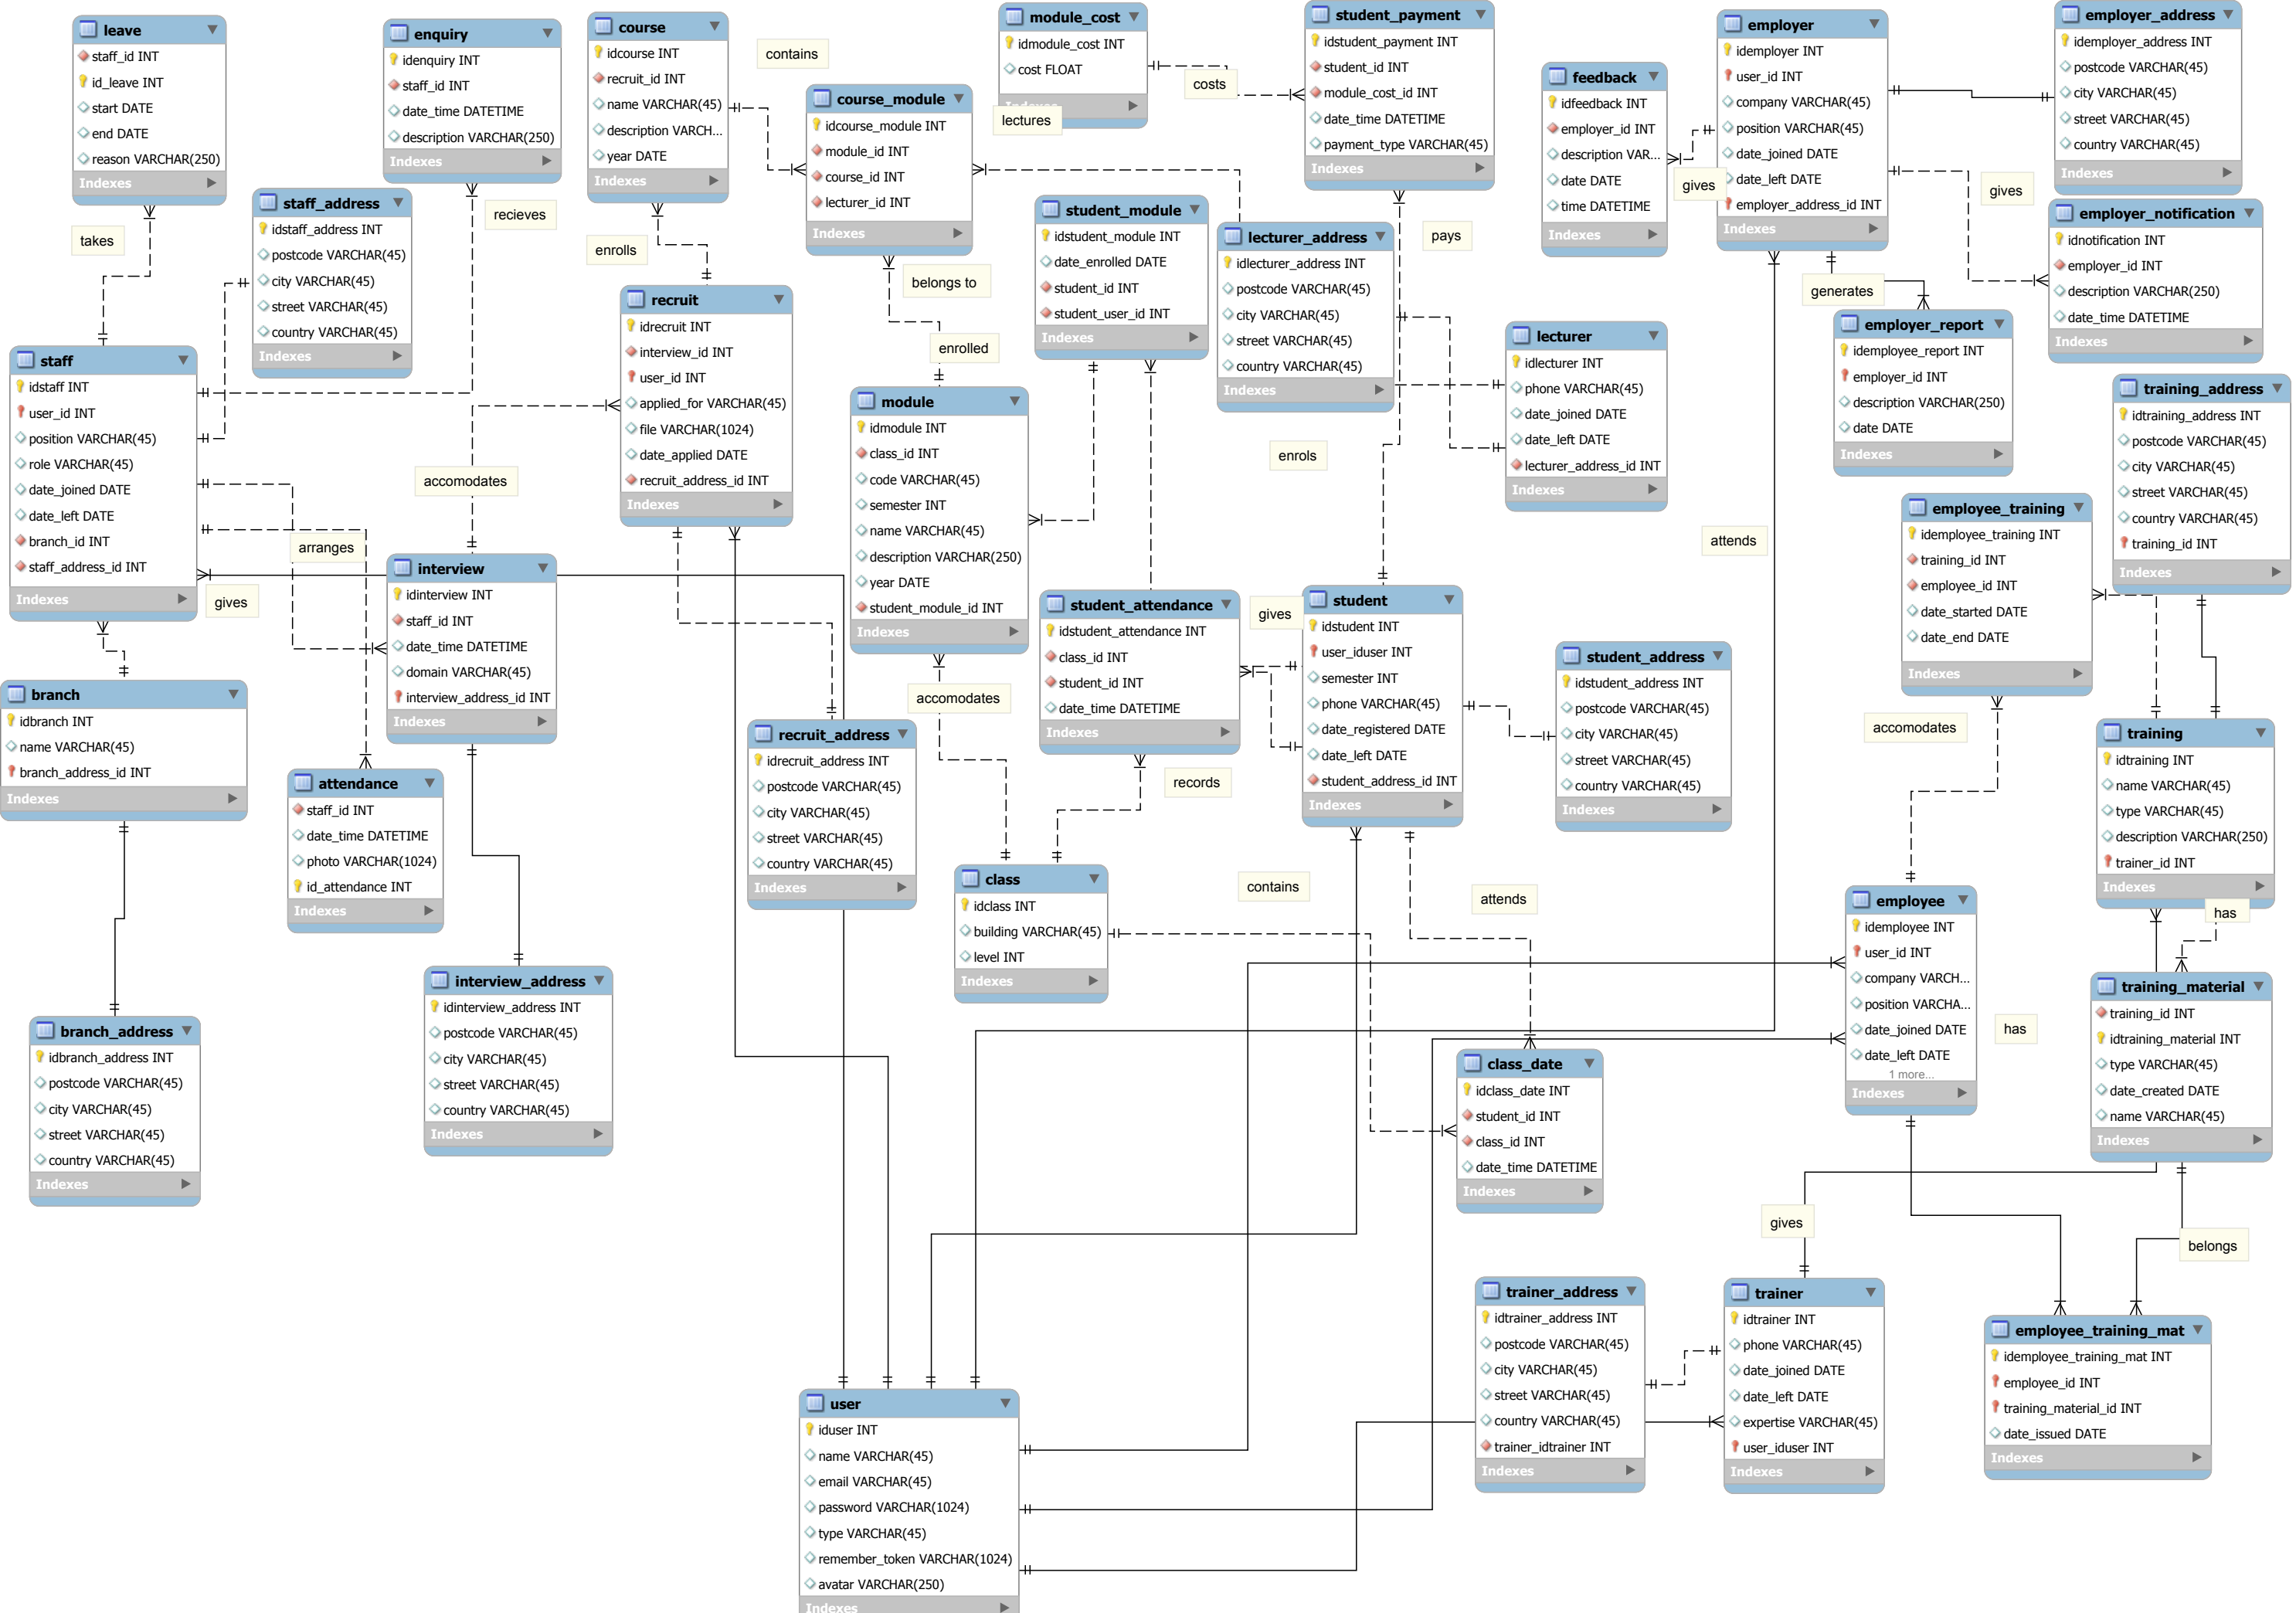 leave
staff_id INT
id_leave INT
start DATE
end DATE
reason VARCHAR(250)
Indexes
takes
enquiry
idenquiry INT
staff_id INT
date_time DATETIME
description VARCHAR(250)
Indexes
recieves
staff_address
idstaff_address INT
postcode VARCHAR(45)
city VARCHAR(45)
street VARCHAR(45)
country VARCHAR(45)
Indexes
course
idcourse INT
recruit_id INT
name VARCHAR(45)
description VARCH...
year DATE
Indexes
contains
enrolls
course_module
idcourse_module INT
module_id INT
course_id INT
lecturer_id INT
Indexes
belongs to
module_cost
idmodule_cost INT
cost FLOAT
Indexes
lectures
costs
student_payment
idstudent_payment INT
student_id INT
module_cost_id INT
date_time DATETIME
payment_type VARCHAR(45)
Indexes
pays
feedback
idfeedback INT
employer_id INT
description VAR...
date DATE
time DATETIME
Indexes
gives
employer
idemployer INT
user_id INT
company VARCHAR(45)
position VARCHAR(45)
date_joined DATE
date_left DATE
employer_address_id INT
Indexes
employer_address
idemployer_address INT
postcode VARCHAR(45)
city VARCHAR(45)
street VARCHAR(45)
country VARCHAR(45)
Indexes
gives
employer_notification
idnotification INT
employer_id INT
description VARCHAR(250)
date_time DATETIME
Indexes
generates
employer_report
idemployee_report INT
employer_id INT
description VARCHAR(250)
date DATE
Indexes
staff
idstaff INT
user_id INT
position VARCHAR(45)
role VARCHAR(45)
date_joined DATE
date_left DATE
branch_id INT
staff_address_id INT
Indexes
gives
arranges
accomodates
recruit
idrecruit INT
interview_id INT
user_id INT
applied_for VARCHAR(45)
file VARCHAR(1024)
date_applied DATE
recruit_address_id INT
Indexes
enrolled
module
idmodule INT
class_id INT
code VARCHAR(45)
semester INT
name VARCHAR(45)
description VARCHAR(250)
year DATE
student_module_id INT
Indexes
accomodates
student_module
idstudent_module INT
date_enrolled DATE
student_id INT
student_user_id INT
Indexes
lecturer_address
idlecturer_address INT
postcode VARCHAR(45)
city VARCHAR(45)
street VARCHAR(45)
country VARCHAR(45)
Indexes
enrols
lecturer
idlecturer INT
phone VARCHAR(45)
date_joined DATE
date_left DATE
lecturer_address_id INT
Indexes
attends
training_address
idtraining_address INT
postcode VARCHAR(45)
city VARCHAR(45)
street VARCHAR(45)
country VARCHAR(45)
training_id INT
Indexes
employee_training
idemployee_training INT
training_id INT
employee_id INT
date_started DATE
date_end DATE
Indexes
accomodates
interview
idinterview INT
staff_id INT
date_time DATETIME
domain VARCHAR(45)
interview_address_id INT
Indexes
branch
idbranch INT
name VARCHAR(45)
branch_address_id INT
Indexes
attendance
staff_id INT
date_time DATETIME
photo VARCHAR(1024)
id_attendance INT
Indexes
recruit_address
idrecruit_address INT
postcode VARCHAR(45)
city VARCHAR(45)
street VARCHAR(45)
country VARCHAR(45)
Indexes
student_attendance
idstudent_attendance INT
class_id INT
student_id INT
date_time DATETIME
Indexes
gives
records
student
idstudent INT
user_iduser INT
semester INT
phone VARCHAR(45)
date_registered DATE
date_left DATE
student_address_id INT
Indexes
student_address
idstudent_address INT
postcode VARCHAR(45)
city VARCHAR(45)
street VARCHAR(45)
country VARCHAR(45)
Indexes
training
idtraining INT
name VARCHAR(45)
type VARCHAR(45)
description VARCHAR(250)
trainer_id INT
Indexes
has
class
idclass INT
building VARCHAR(45)
level INT
Indexes
contains
attends
employee
idemployee INT
user_id INT
company VARCH...
position VARCHA...
date_joined DATE
date_left DATE
1 more...
Indexes
has
training_material
training_id INT
idtraining_material INT
type VARCHAR(45)
date_created DATE
name VARCHAR(45)
Indexes
branch_address
idbranch_address INT
postcode VARCHAR(45)
city VARCHAR(45)
street VARCHAR(45)
country VARCHAR(45)
Indexes
interview_address
idinterview_address INT
postcode VARCHAR(45)
city VARCHAR(45)
street VARCHAR(45)
country VARCHAR(45)
Indexes
class_date
idclass_date INT
student_id INT
class_id INT
date_time DATETIME
Indexes
gives
belongs
trainer_address
idtrainer_address INT
postcode VARCHAR(45)
city VARCHAR(45)
street VARCHAR(45)
country VARCHAR(45)
trainer_idtrainer INT
Indexes
trainer
idtrainer INT
phone VARCHAR(45)
date_joined DATE
date_left DATE
expertise VARCHAR(45)
user_iduser INT
Indexes
employee_training_mat
idemployee_training_mat INT
employee_id INT
training_material_id INT
date_issued DATE
Indexes
user
iduser INT
name VARCHAR(45)
email VARCHAR(45)
password VARCHAR(1024)
type VARCHAR(45)
remember_token VARCHAR(1024)
avatar VARCHAR(250)
Indexes